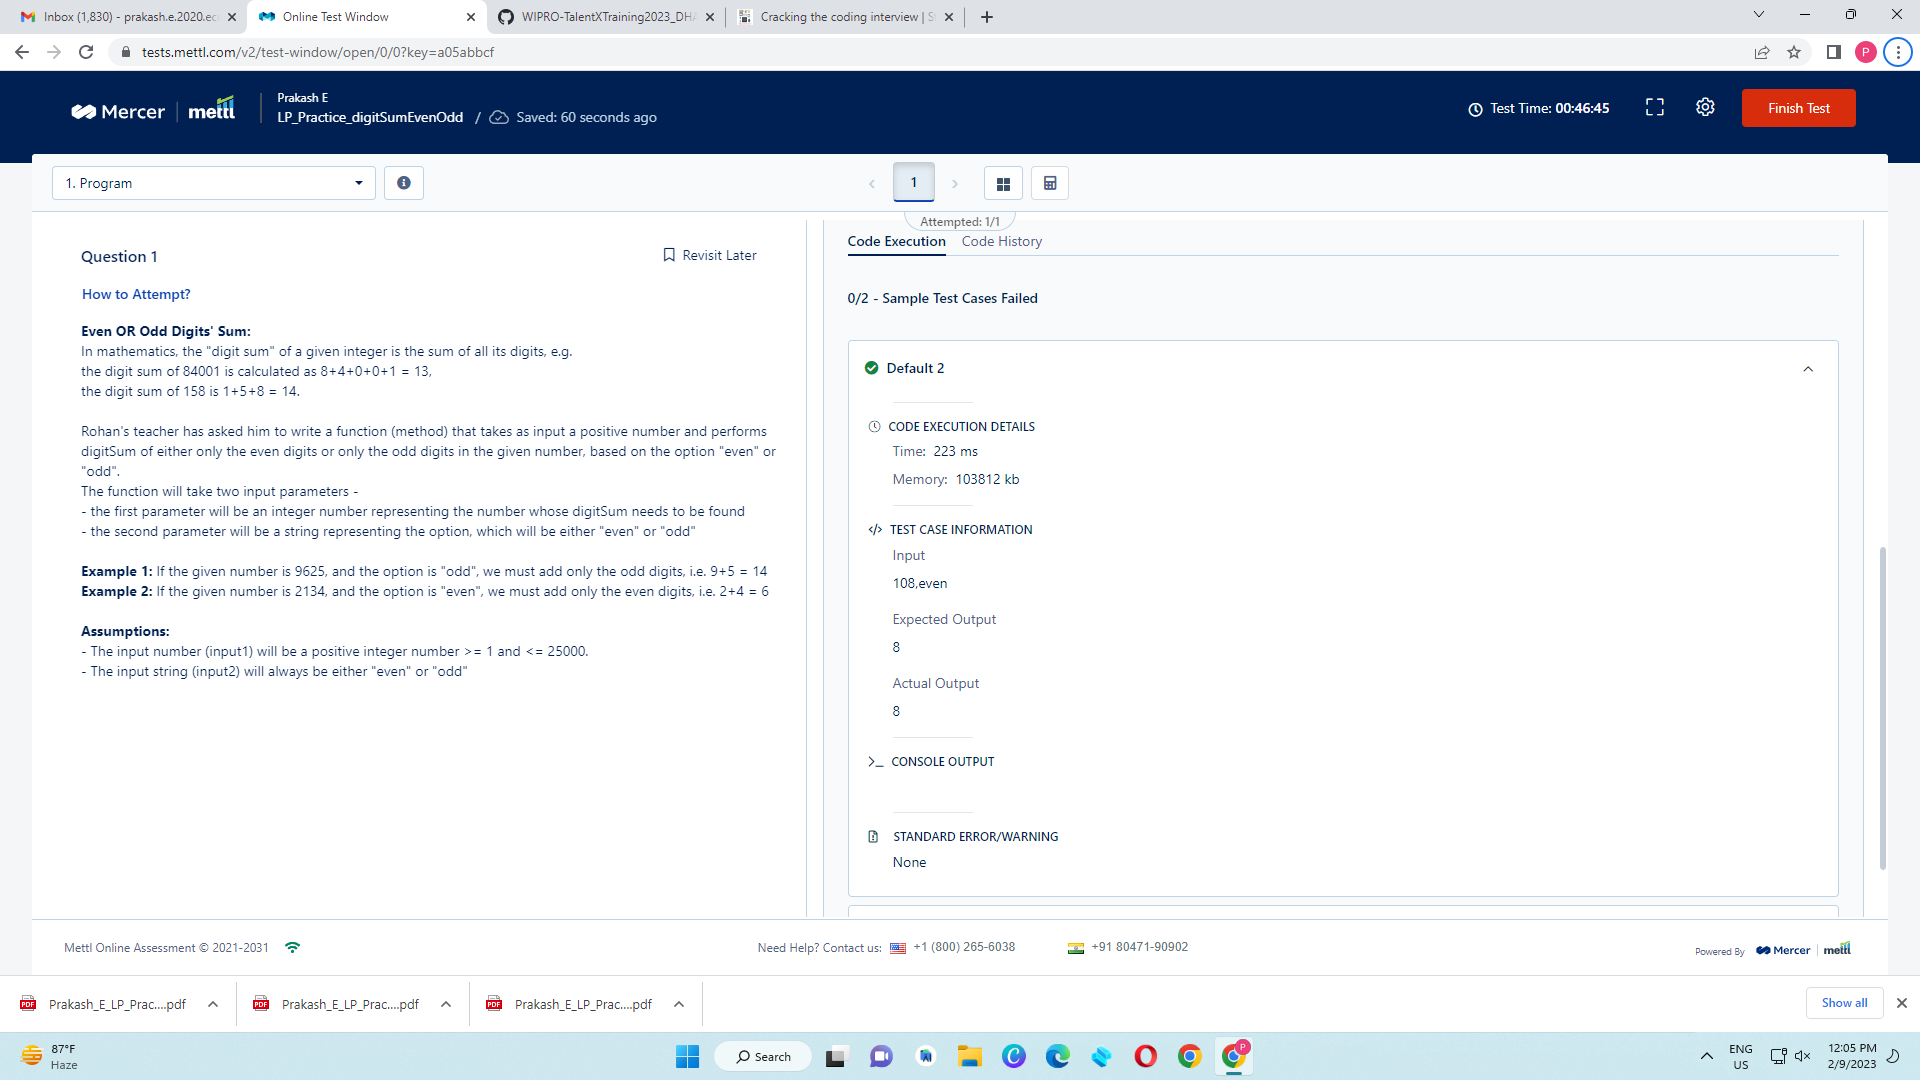 Inbox (1,830) - prakash.e.2020.ec
Online Test Window
WIPRO-TalentXTraining2023_DHA
Cracking the coding interview | S
tests.mettl.com/v2/test-window/open/0/0?key=a05abbcf
P
Mercer | mettl
Prakash E
LP_Practice_digitSumEvenOdd / Saved: 60 seconds ago
Test Time: 00:46:45
Finish Test
1. Program
1
Attempted: 1/1
Question 1
Revisit Later
How to Attempt?
Even OR Odd Digits' Sum:
In mathematics, the "digit sum" of a given integer is the sum of all its digits, e.g.
the digit sum of 84001 is calculated as 8+4+0+0+1 = 13,
the digit sum of 158 is 1+5+8 = 14.
Rohan's teacher has asked him to write a function (method) that takes as input a positive number and performs
digitSum of either only the even digits or only the odd digits in the given number, based on the option "even" or
"odd".
The function will take two input parameters -
- the first parameter will be an integer number representing the number whose digitSum needs to be found
- the second parameter will be a string representing the option, which will be either "even" or "odd"
Example 1: If the given number is 9625, and the option is "odd", we must add only the odd digits, i.e. 9+5 = 14
Example 2: If the given number is 2134, and the option is "even", we must add only the even digits, i.e. 2+4 = 6
Assumptions:
- The input number (input1) will be a positive integer number >= 1 and <= 25000.
- The input string (input2) will always be either "even" or "odd"
Code Execution
Code History
0/2 - Sample Test Cases Failed
Default 2
CODE EXECUTION DETAILS
Time: 223 ms
Memory: 103812 kb
</> TEST CASE INFORMATION
Input
108,even
Expected Output
8
Actual Output
8
>_ CONSOLE OUTPUT
STANDARD ERROR/WARNING
None
Mettl Online Assessment © 2021-2031
Need Help? Contact us:
+1 (800) 265-6038
+91 80471-90902
Powered By Mercer | mettl
Prakash_E_LP_Prac....pdf
Prakash_E_LP_Prac....pdf
Prakash_E_LP_Prac....pdf
Show all
87°F
Haze
Search
P
ENG
US
12:05 PM
2/9/2023